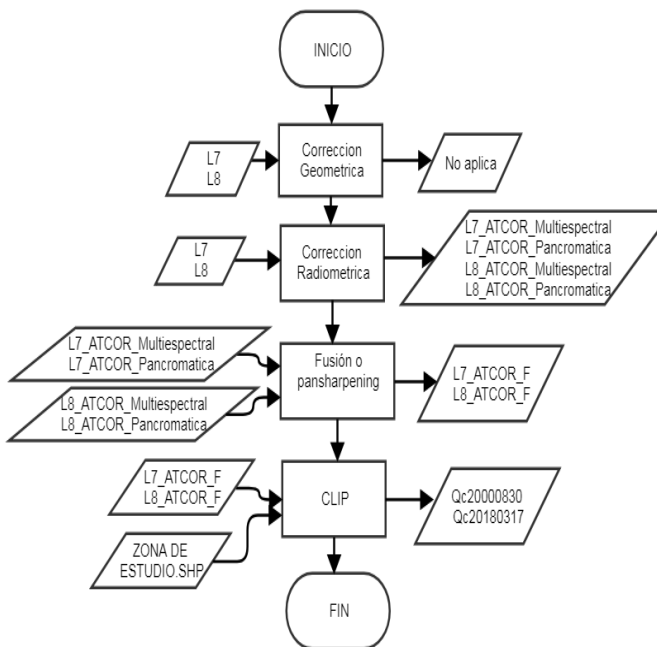 INICIO
L7
L8
Correccion
Geometrica
No aplica
L7
L8
Correccion
Radiometrica
L7_ATCOR_Multiespectral
L7_ATCOR_Pancromatica
L8_ATCOR_Multiespectral
L8_ATCOR_Pancromatica
L7_ATCOR_Multiespectral
L7_ATCOR_Pancromatica
L8_ATCOR_Multiespectral
L8_ATCOR_Pancromatica
Fusión o
pansharpening
L7_ATCOR_F
L8_ATCOR_F
L7_ATCOR_F
L8_ATCOR_F
ZONA DE
ESTUDIO.SHP
CLIP
Qc20000830
Qc20180317
FIN